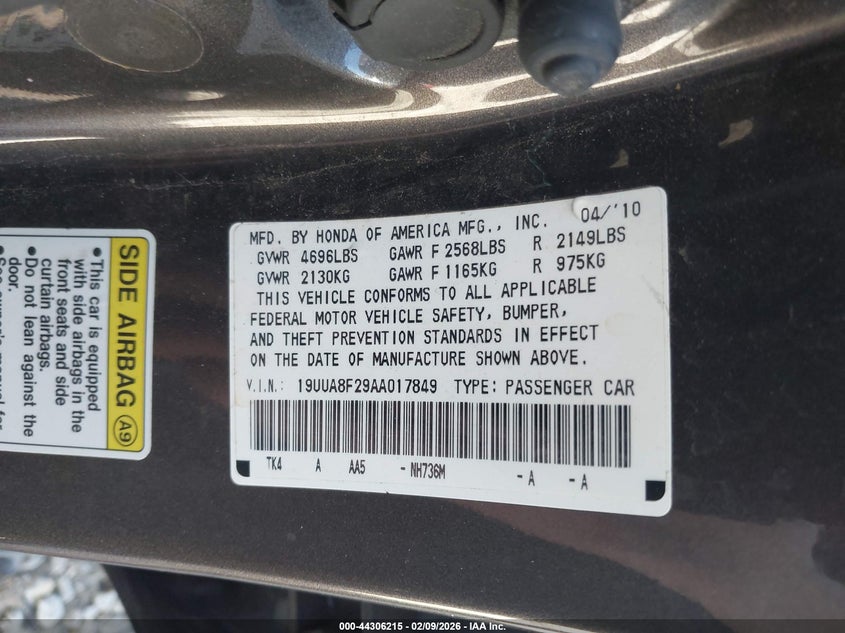 MFD. BY HONDA OF AMERICA MFG., INC. 04/'10
GVWR 4696LBS GAWR F 2568LBS R 2149LBS
GVWR 2130KG GAWR F 1165KG R 975KG
THIS VEHICLE CONFORMS TO ALL APPLICABLE
FEDERAL MOTOR VEHICLE SAFETY, BUMPER,
AND THEFT PREVENTION STANDARDS IN EFFECT
ON THE DATE OF MANUFACTURE SHOWN ABOVE.
V.I.N.: 19UUA8F29AA017849 TYPE: PASSENGER CAR
TK4 A AA5 - NH736M - A - A
SIDE AIRBAG A9
• This car is equipped
with side airbags in the
front seats and side
curtain airbags.
• Do not lean against the
door.
• See owner's manual for
000-44306215 - 02/09/2026 - IAA Inc.